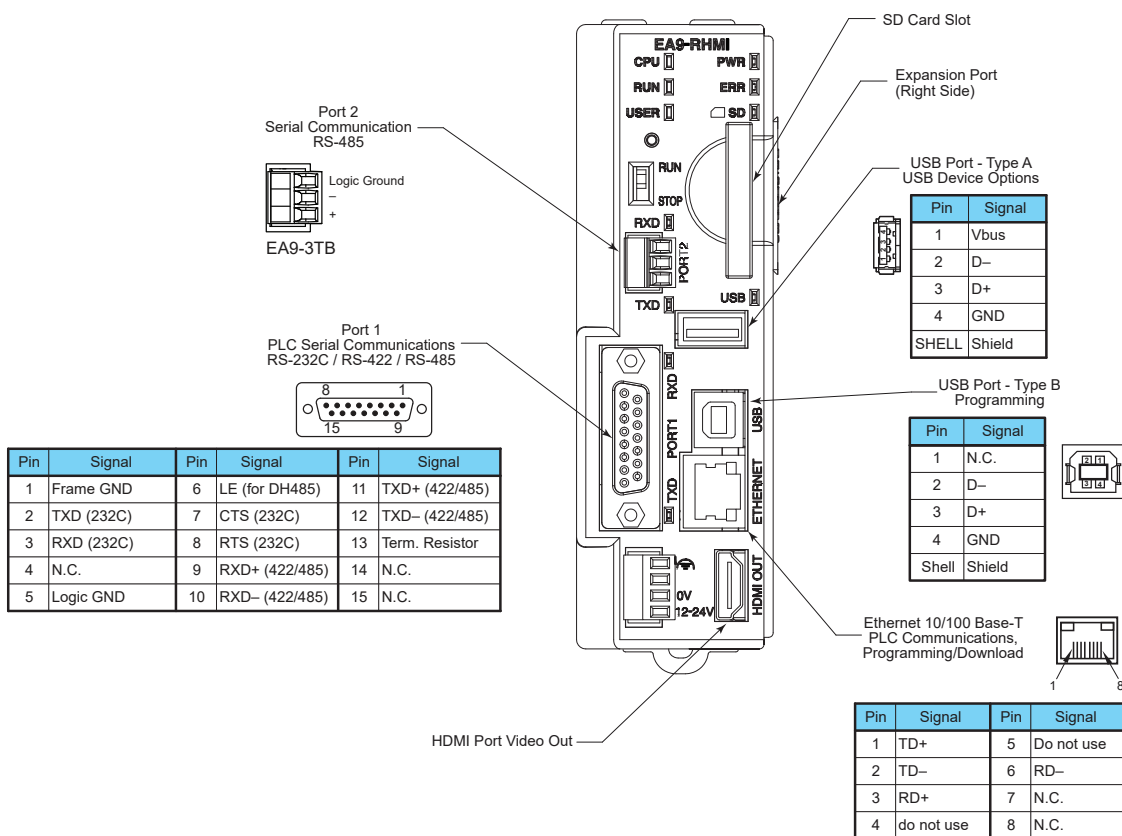 SD Card Slot
Expansion Port
(Right Side)
Port 2
Serial Communication
RS-485
Logic Ground
–
+
EA9-3TB
EA9-RHMI
CPU PWR
RUN ERR
USER SD
RUN
STOP
RXD
PORT2
TXD
USB
RXD
PORT1
TXD
USB
ETHERNET
0V
12-24V
HDMI OUT
USB Port - Type A
USB Device Options
4 3 2 1
Pin Signal
1 Vbus
2 D–
3 D+
4 GND
SHELL Shield
Port 1
PLC Serial Communications
RS-232C / RS-422 / RS-485
8 1
15 9
Pin Signal Pin Signal Pin Signal
1 Frame GND 6 LE (for DH485) 11 TXD+ (422/485)
2 TXD (232C) 7 CTS (232C) 12 TXD– (422/485)
3 RXD (232C) 8 RTS (232C) 13 Term. Resistor
4 N.C. 9 RXD+ (422/485) 14 N.C.
5 Logic GND 10 RXD– (422/485) 15 N.C.
USB Port - Type B
Programming
Pin Signal
1 N.C.
2 D–
3 D+
4 GND
Shell Shield
2 1
3 4
Ethernet 10/100 Base-T
PLC Communications,
Programming/Download
1 8
Pin Signal Pin Signal
1 TD+ 5 Do not use
2 TD– 6 RD–
3 RD+ 7 N.C.
4 do not use 8 N.C.
HDMI Port Video Out